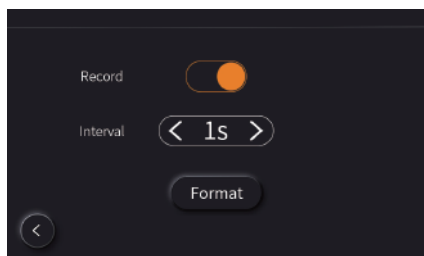 Record
Interval < 1s >
Format
<